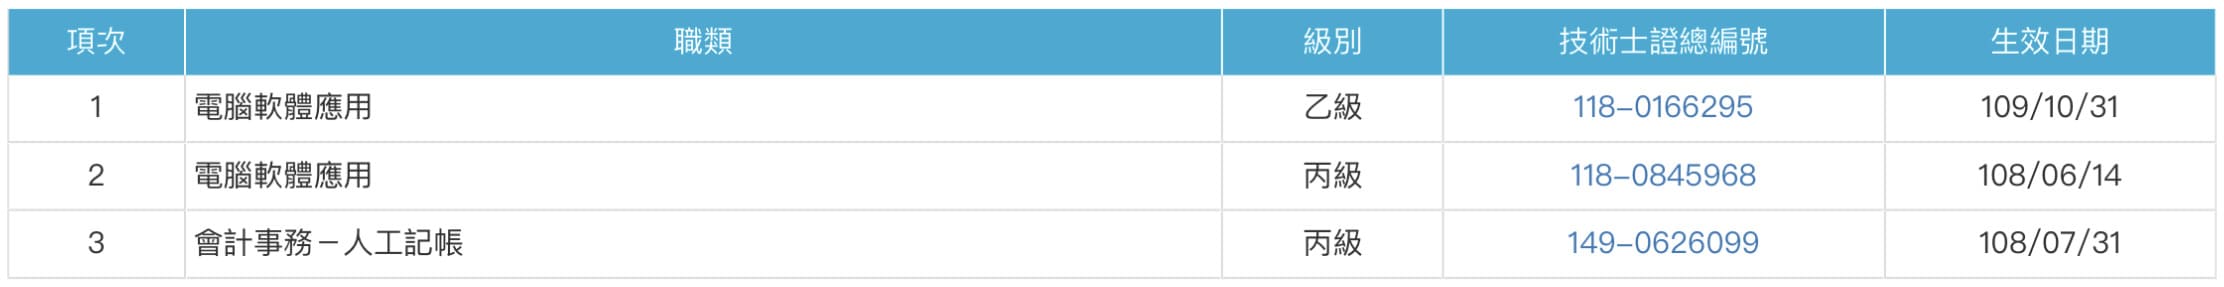 項次 職類 級別 技術士證總編號 生效日期
1 電腦軟體應用 乙級 118-0166295 109/10/31
2 電腦軟體應用 丙級 118-0845968 108/06/14
3 會計事務－人工記帳 丙級 149-0626099 108/07/31